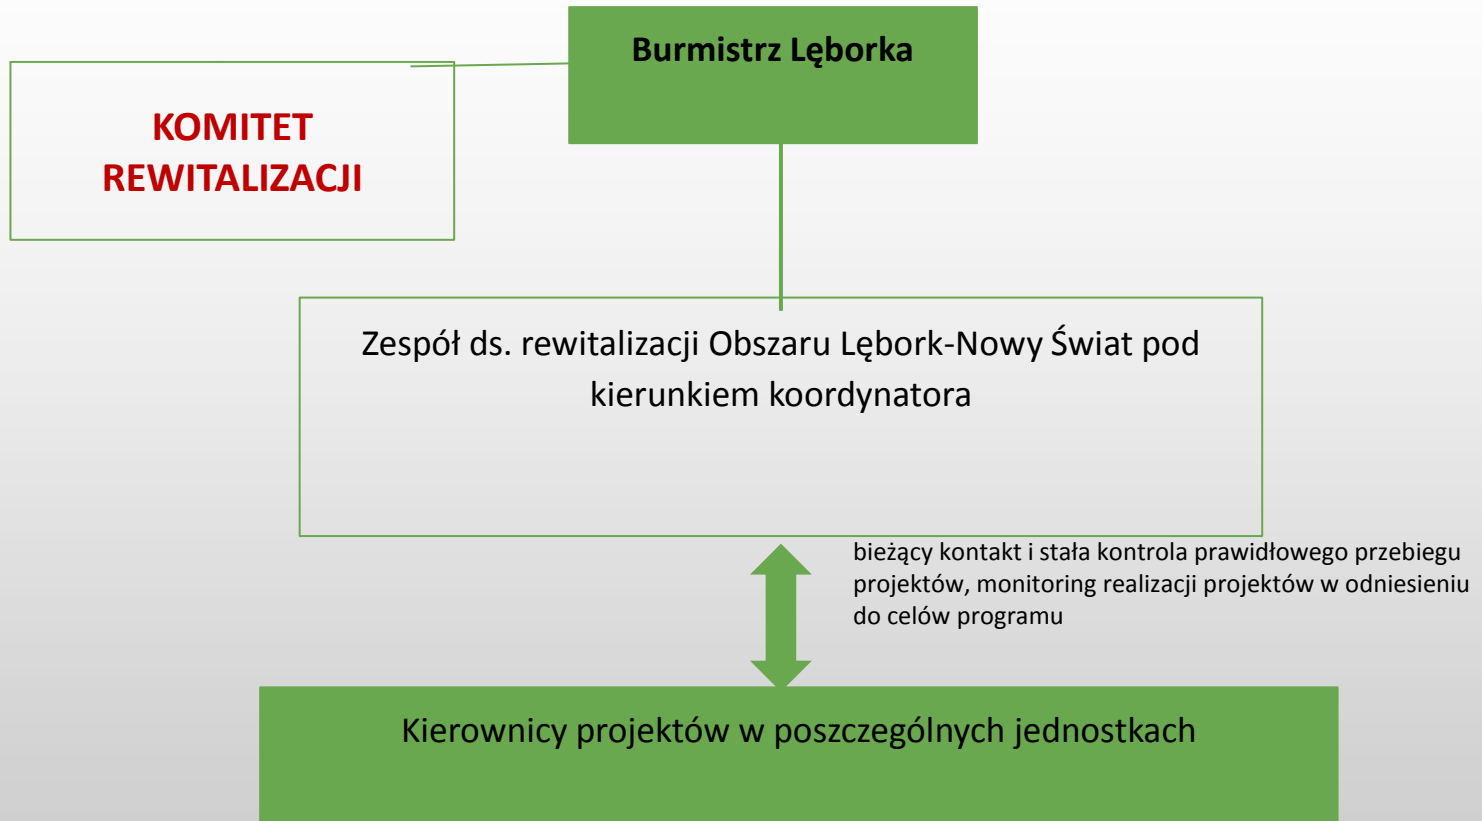 Burmistrz Lęborka
KOMITET
REWITALIZACJI
Zespół ds. rewitalizacji Obszaru Lębork-Nowy Świat pod
kierunkiem koordynatora
bieżący kontakt i stała kontrola prawidłowego przebiegu
projektów, monitoring realizacji projektów w odniesieniu
do celów programu
Kierownicy projektów w poszczególnych jednostkach